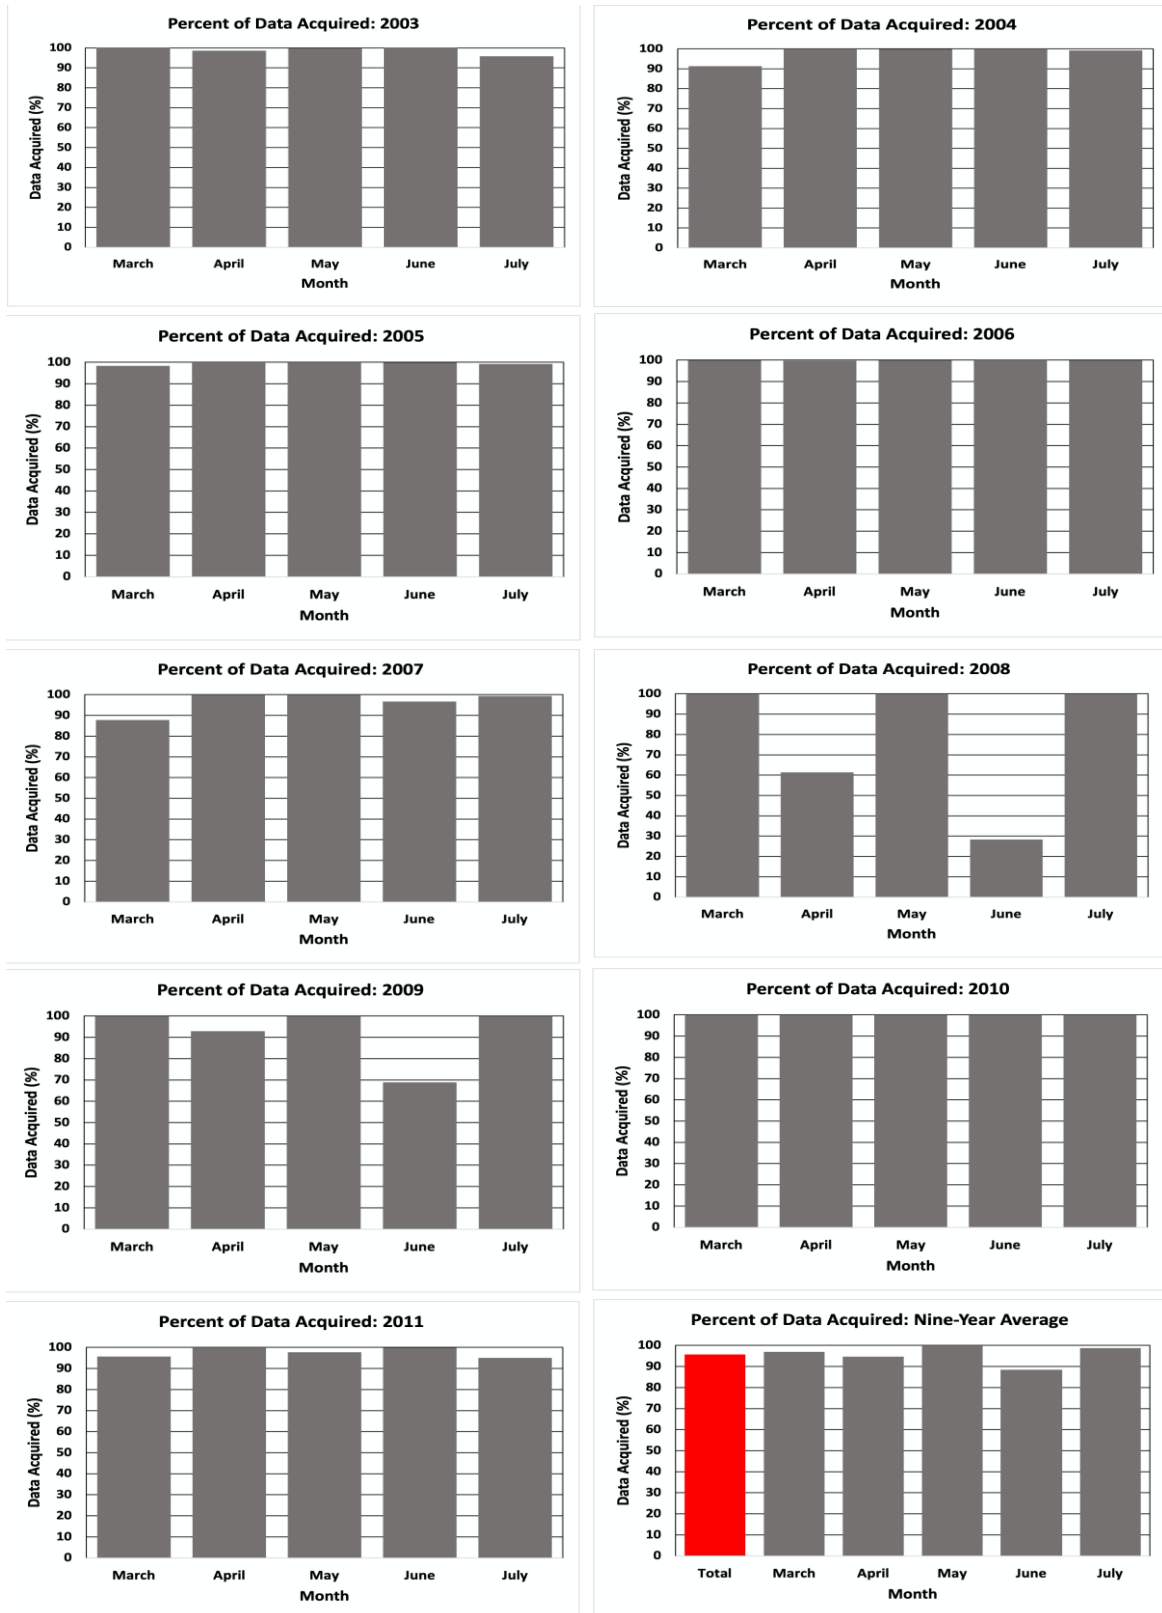 Percent of Data Acquired: 2003
Data Acquired (%)
100
90
80
70
60
50
40
30
20
10
0
March April May June July
Month
Percent of Data Acquired: 2004
Data Acquired (%)
100
90
80
70
60
50
40
30
20
10
0
March April May June July
Month
Percent of Data Acquired: 2005
Data Acquired (%)
100
90
80
70
60
50
40
30
20
10
0
March April May June July
Month
Percent of Data Acquired: 2006
Data Acquired (%)
100
90
80
70
60
50
40
30
20
10
0
March April May June July
Month
Percent of Data Acquired: 2007
Data Acquired (%)
100
90
80
70
60
50
40
30
20
10
0
March April May June July
Month
Percent of Data Acquired: 2008
Data Acquired (%)
100
90
80
70
60
50
40
30
20
10
0
March April May June July
Month
Percent of Data Acquired: 2009
Data Acquired (%)
100
90
80
70
60
50
40
30
20
10
0
March April May June July
Month
Percent of Data Acquired: 2010
Data Acquired (%)
100
90
80
70
60
50
40
30
20
10
0
March April May June July
Month
Percent of Data Acquired: 2011
Data Acquired (%)
100
90
80
70
60
50
40
30
20
10
0
March April May June July
Month
Percent of Data Acquired: Nine-Year Average
Data Acquired (%)
100
90
80
70
60
50
40
30
20
10
0
Total March April May June July
Month